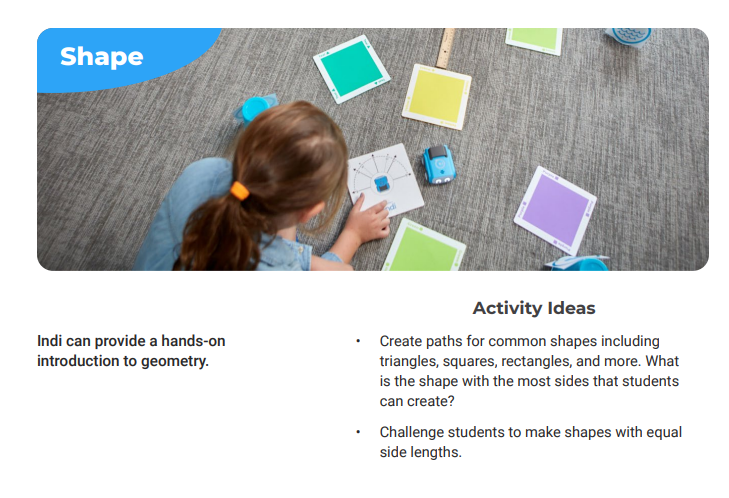 Shape
indi
Activity Ideas
Indi can provide a hands-on
introduction to geometry.
• Create paths for common shapes including
triangles, squares, rectangles, and more. What
is the shape with the most sides that students
can create?
• Challenge students to make shapes with equal
side lengths.